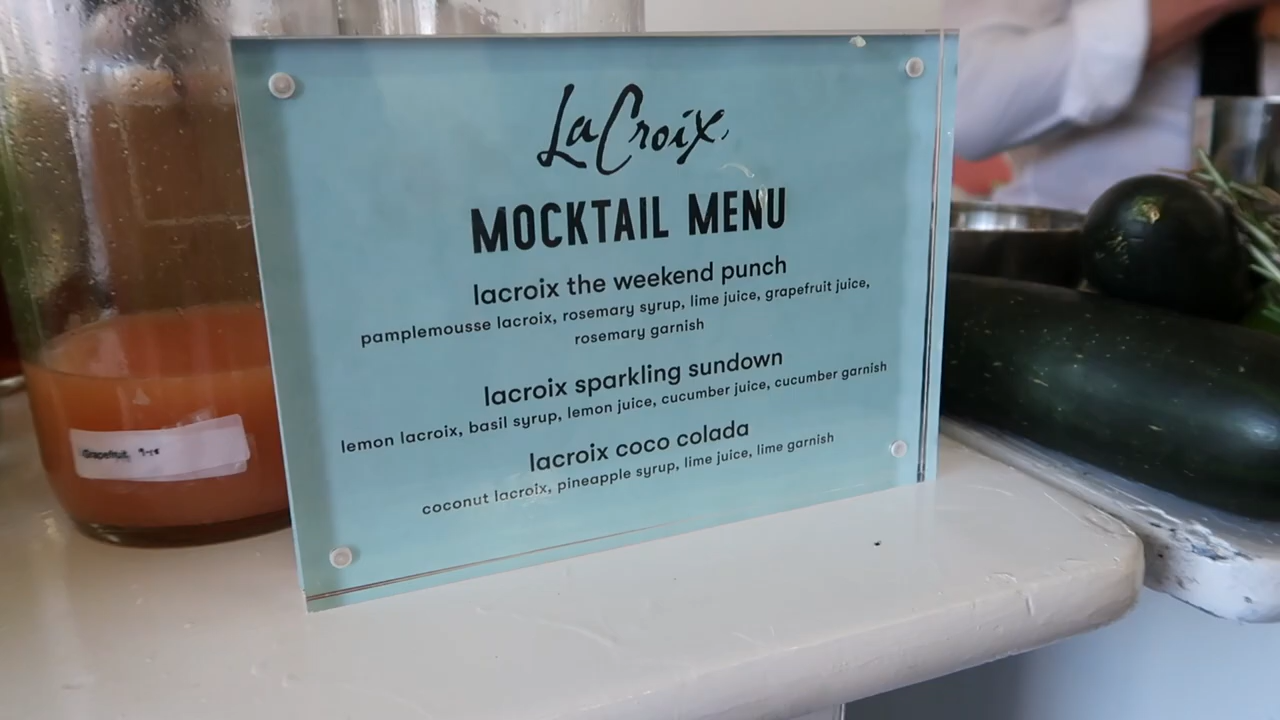 LaCroix
MOCKTAIL MENU
lacroix the weekend punch
pamplemousse lacroix, rosemary syrup, lime juice, grapefruit juice,
rosemary garnish
lacroix sparkling sundown
lemon lacroix, basil syrup, lemon juice, cucumber juice, cucumber garnish
lacroix coco colada
coconut lacroix, pineapple syrup, lime juice, lime garnish
Grapefruit